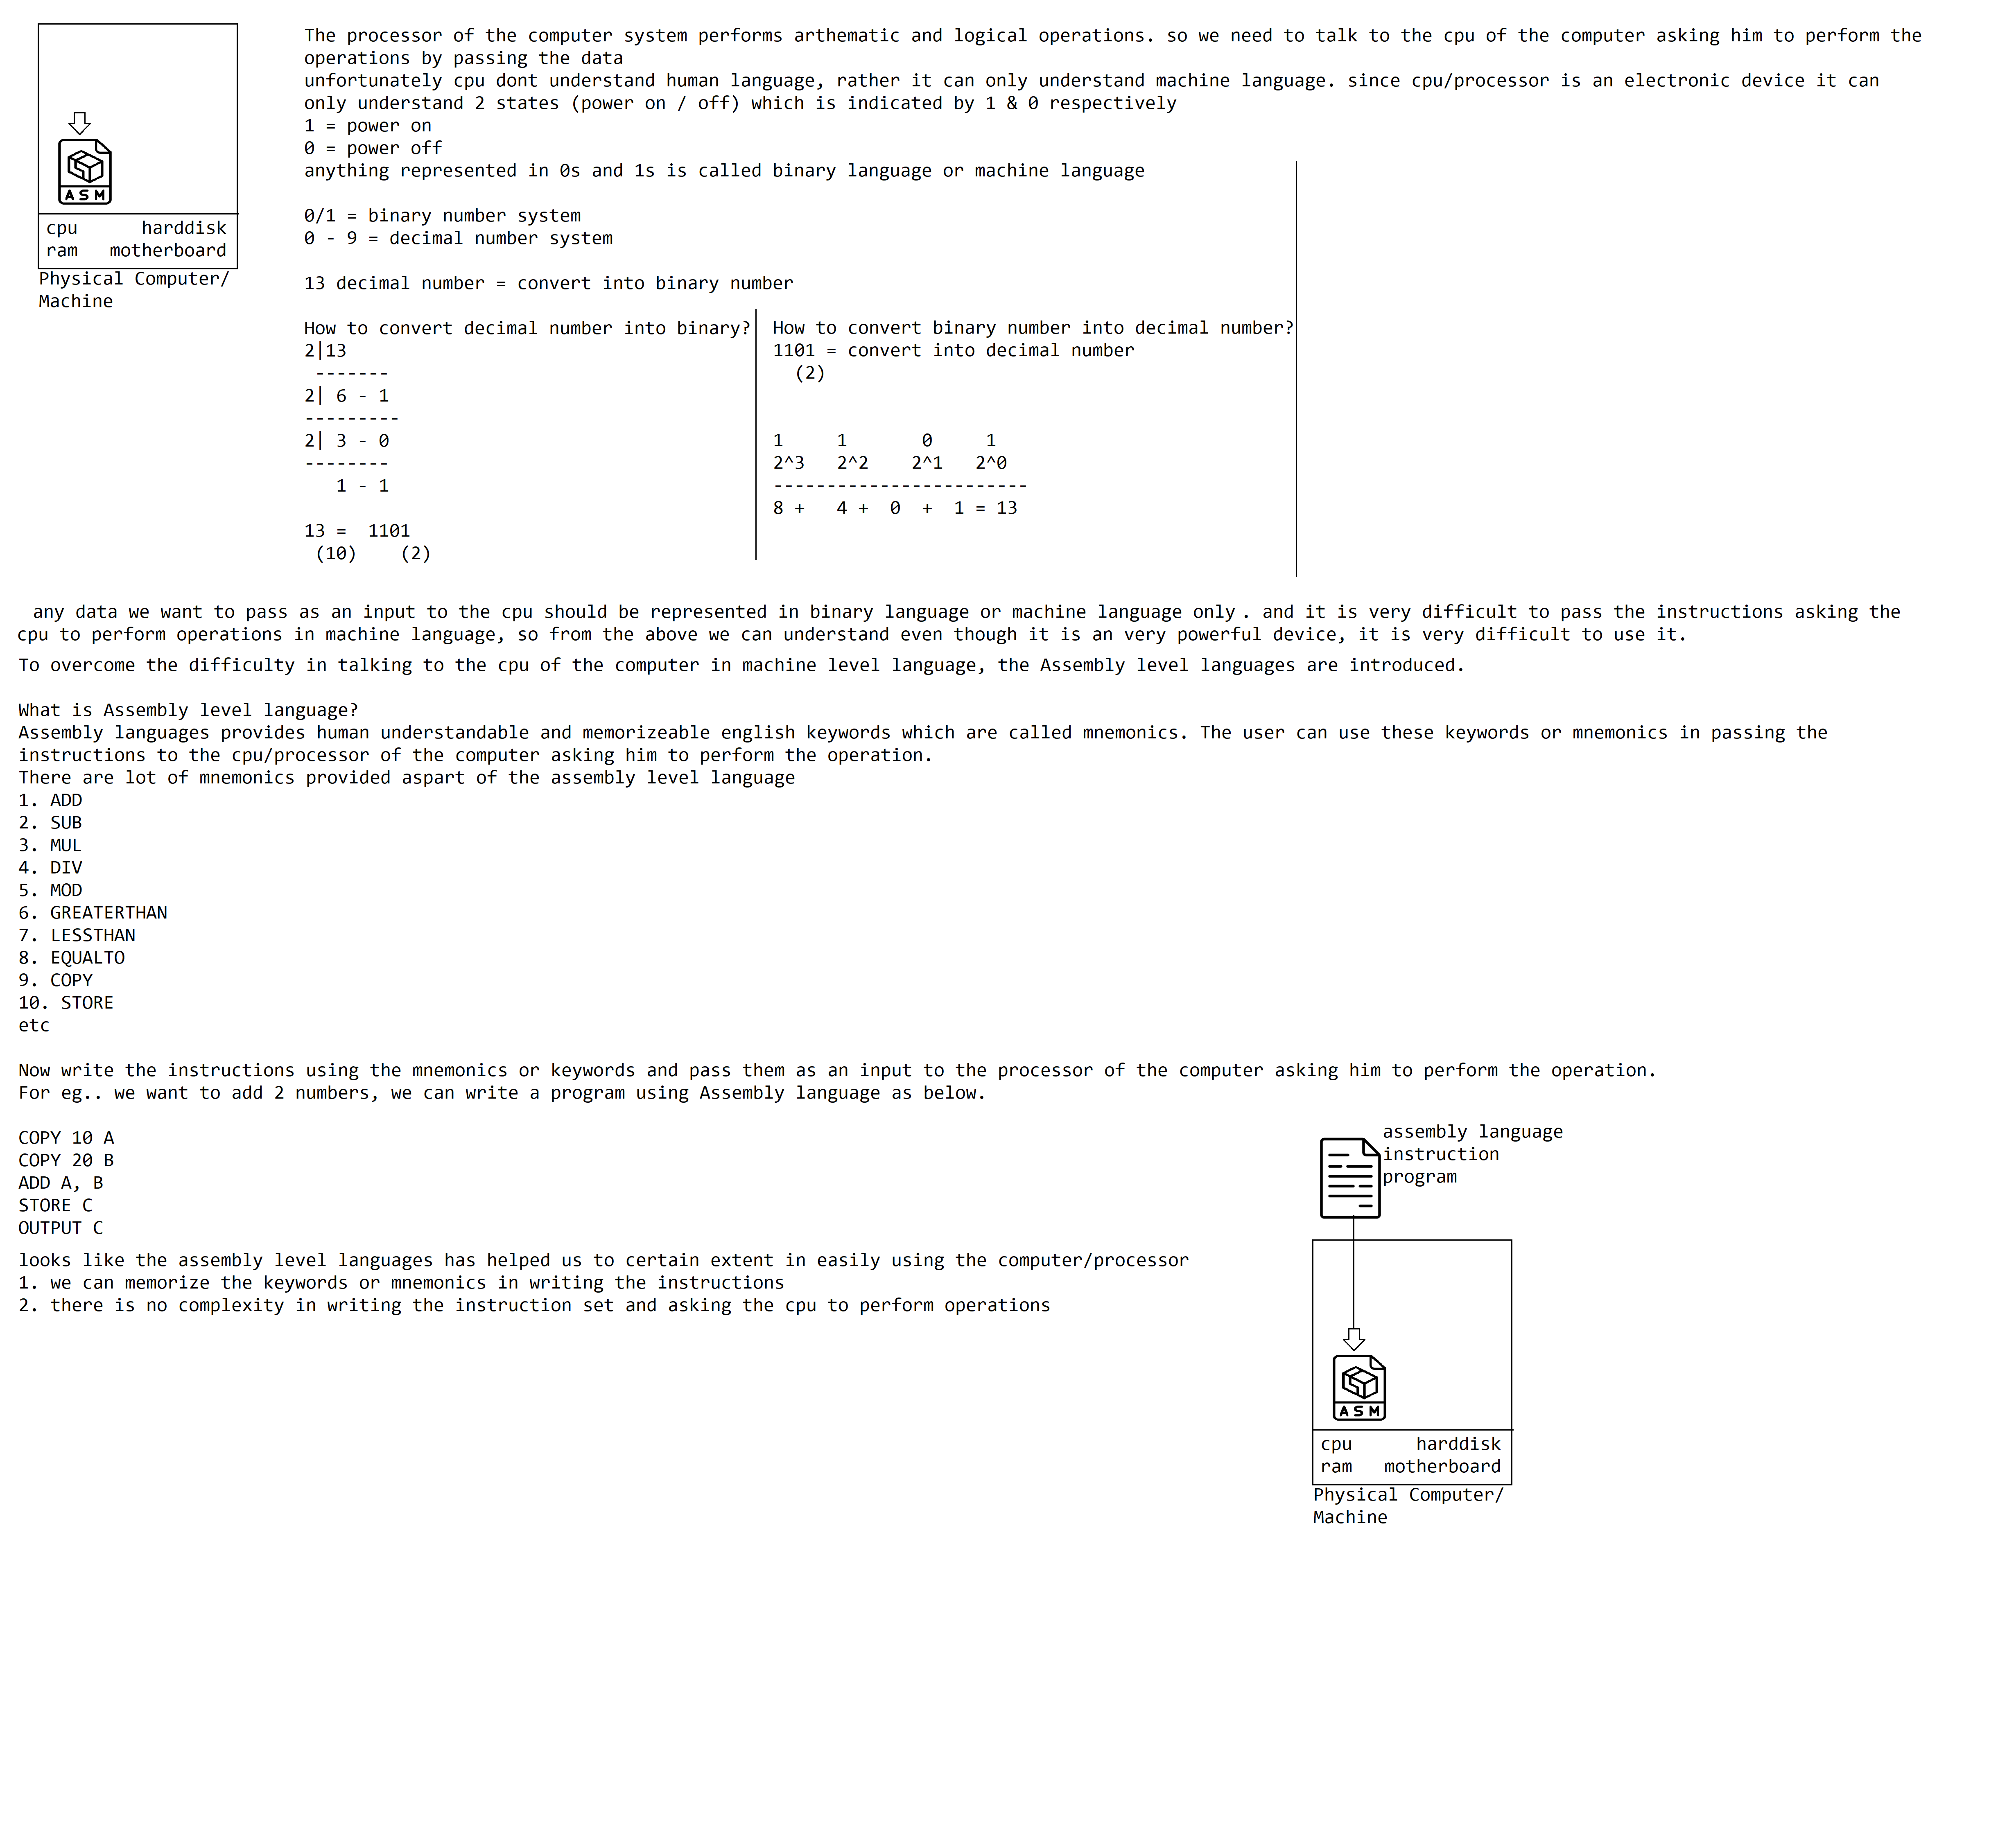 The processor of the computer system performs arthematic and logical operations. so we need to talk to the cpu of the computer asking him to perform the
operations by passing the data
unfortunately cpu dont understand human language, rather it can only understand machine language. since cpu/processor is an electronic device it can
only understand 2 states (power on / off) which is indicated by 1 & 0 respectively
1 = power on
0 = power off
anything represented in 0s and 1s is called binary language or machine language
ASM
cpu harddisk
ram motherboard
Physical Computer/
Machine
0/1 = binary number system
0 - 9 = decimal number system
13 decimal number = convert into binary number
How to convert decimal number into binary?
2|13
-------
2| 6 - 1
---------
2| 3 - 0
--------
1 - 1
13 = 1101
(10) (2)
How to convert binary number into decimal number?
1101 = convert into decimal number
(2)
1 1 0 1
2^3 2^2 2^1 2^0
------------------------
8 + 4 + 0 + 1 = 13
any data we want to pass as an input to the cpu should be represented in binary language or machine language only. and it is very difficult to pass the instructions asking the
cpu to perform operations in machine language, so from the above we can understand even though it is an very powerful device, it is very difficult to use it.
To overcome the difficulty in talking to the cpu of the computer in machine level language, the Assembly level languages are introduced.
What is Assembly level language?
Assembly languages provides human understandable and memorizeable english keywords which are called mnemonics. The user can use these keywords or mnemonics in passing the
instructions to the cpu/processor of the computer asking him to perform the operation.
There are lot of mnemonics provided aspart of the assembly level language
1. ADD
2. SUB
3. MUL
4. DIV
5. MOD
6. GREATERTHAN
7. LESSTHAN
8. EQUALTO
9. COPY
10. STORE
etc
Now write the instructions using the mnemonics or keywords and pass them as an input to the processor of the computer asking him to perform the operation.
For eg.. we want to add 2 numbers, we can write a program using Assembly language as below.
COPY 10 A
COPY 20 B
ADD A, B
STORE C
OUTPUT C
looks like the assembly level languages has helped us to certain extent in easily using the computer/processor
1. we can memorize the keywords or mnemonics in writing the instructions
2. there is no complexity in writing the instruction set and asking the cpu to perform operations
assembly language
instruction
program
ASM
cpu harddisk
ram motherboard
Physical Computer/
Machine